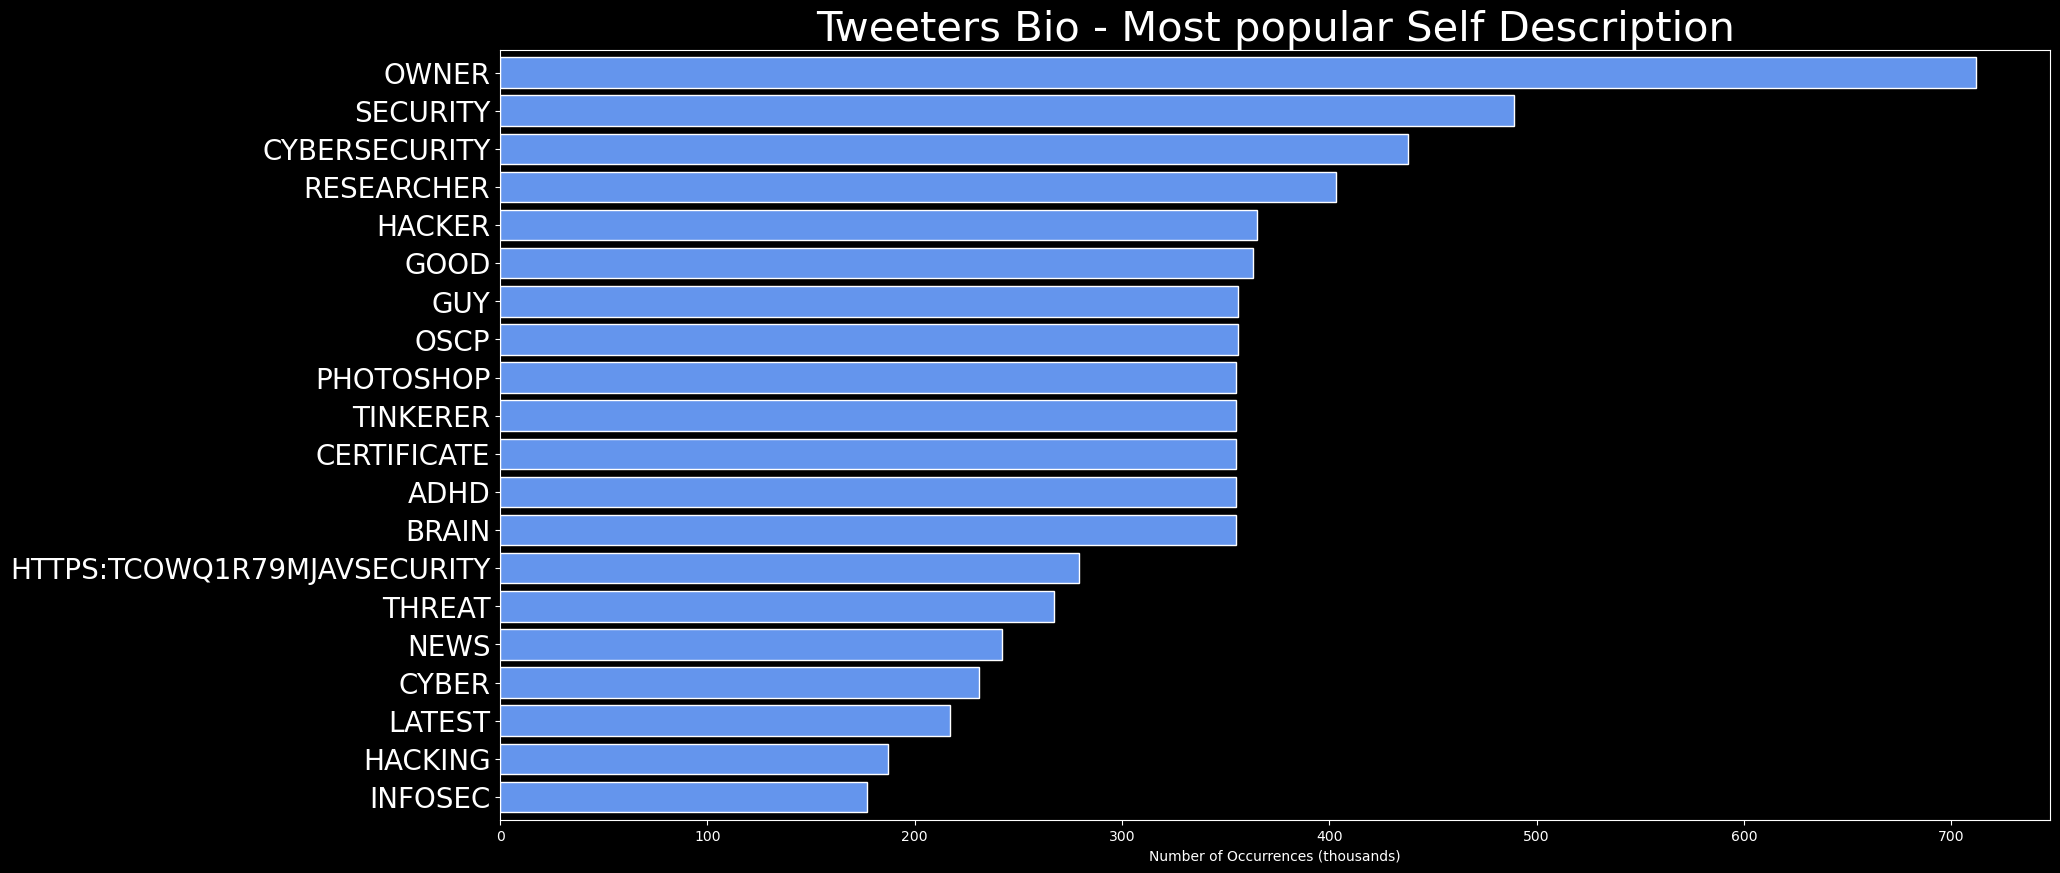 Tweeters Bio - Most popular Self Description
OWNER
SECURITY
CYBERSECURITY
RESEARCHER
HACKER
GOOD
GUY
OSCP
PHOTOSHOP
TINKERER
CERTIFICATE
ADHD
BRAIN
HTTPS:TCOWQ1R79MJAVSECURITY
THREAT
NEWS
CYBER
LATEST
HACKING
INFOSEC
0 100 200 300 400 500 600 700
Number of Occurrences (thousands)